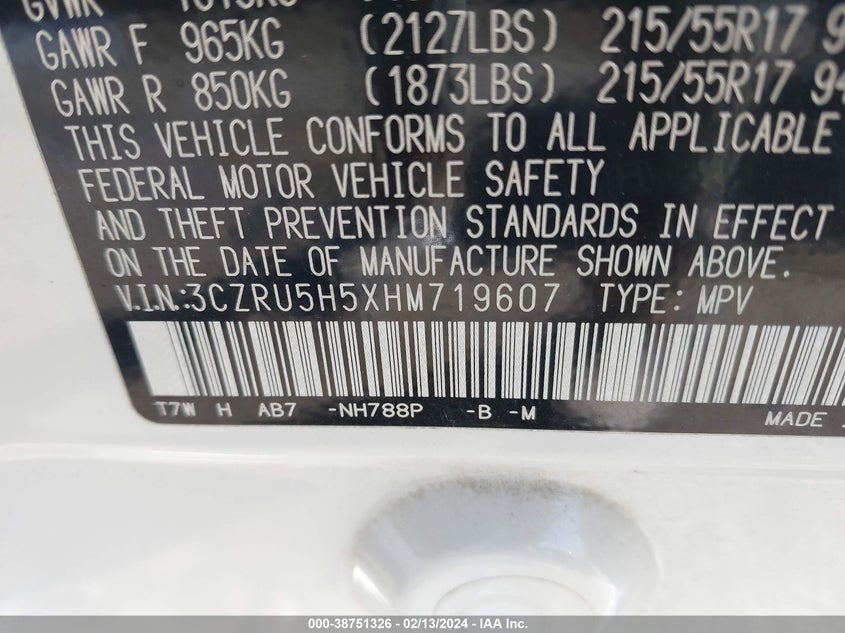 GVWR
GAWR F 965KG (2127LBS) 215/55R17
GAWR R 850KG (1873LBS) 215/55R17
THIS VEHICLE CONFORMS TO ALL APPLICABLE
FEDERAL MOTOR VEHICLE SAFETY
AND THEFT PREVENTION STANDARDS IN EFFECT
ON THE DATE OF MANUFACTURE SHOWN ABOVE.
V.I.N.:3CZRU5H5XHM719607 TYPE: MPV
T7W H AB7 -NH788P -B -M
MADE
000-38751326 - 02/13/2024 - IAA Inc.